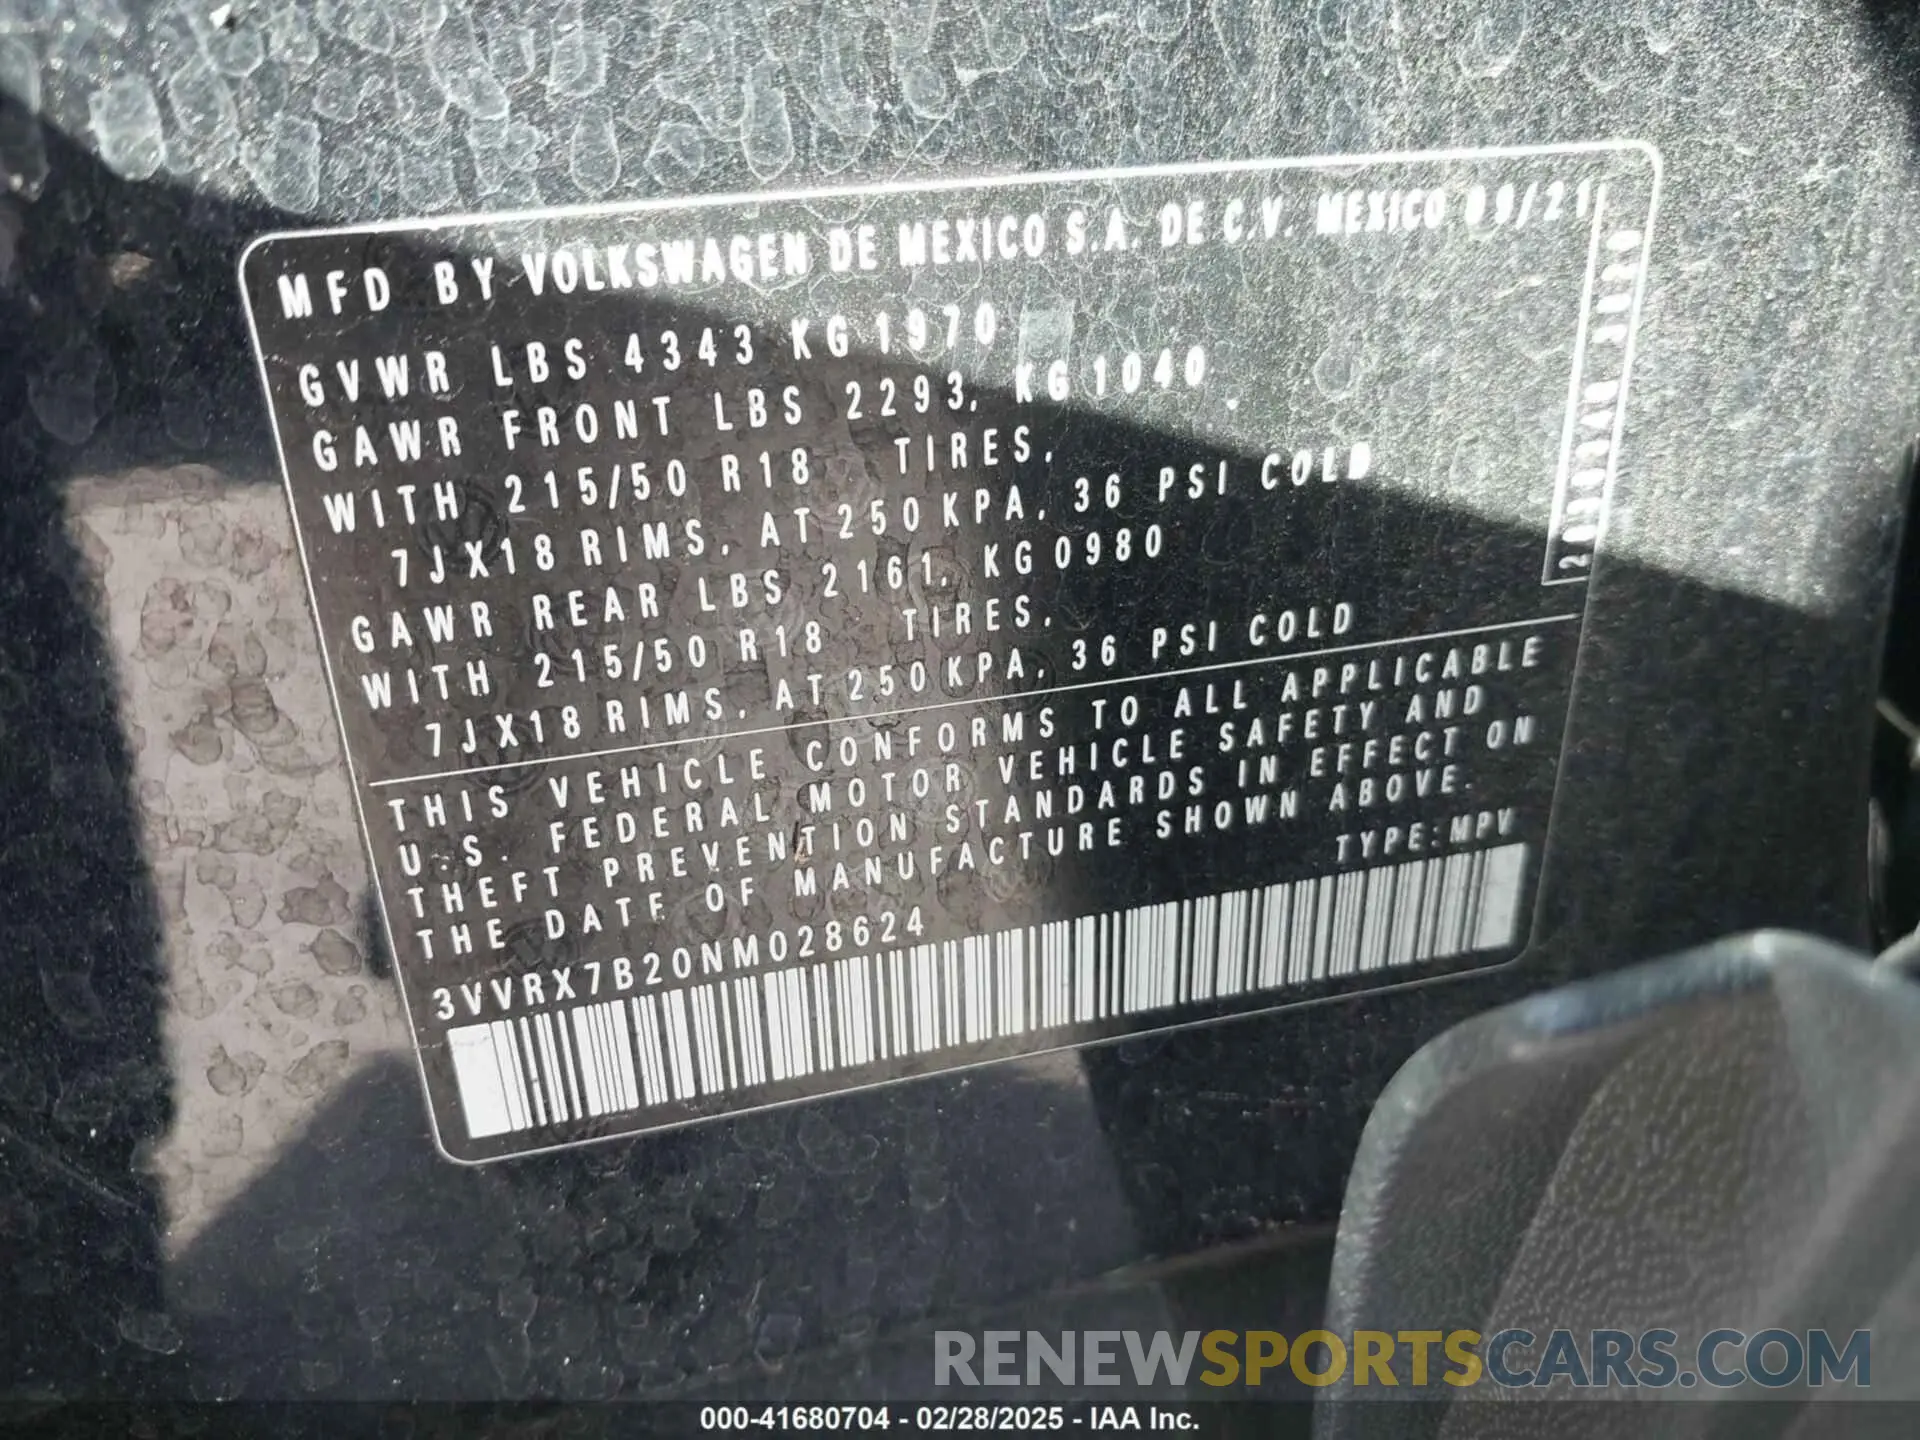 MFD BY VOLKSWAGEN DE MEXICO S.A. DE C.V. MEXICO 09/21
GVWR LBS 4343 KG 1970
GAWR FRONT LBS 2293, KG 1040,
WITH 215/50 R18 TIRES,
7JX18 RIMS, AT 250 KPA, 36 PSI COLD
GAWR REAR LBS 2161, KG 0980
WITH 215/50 R18 TIRES,
7JX18 RIMS, AT 250 KPA, 36 PSI COLD
THIS VEHICLE CONFORMS TO ALL APPLICABLE
U.S. FEDERAL MOTOR VEHICLE SAFETY AND
THEFT PREVENTION STANDARDS IN EFFECT ON
THE DATE OF MANUFACTURE SHOWN ABOVE.
TYPE: MPV
3VVRX7B20NM028624
RENEWSPORTSCARS.COM
000-41680704 - 02/28/2025 - IAA Inc.